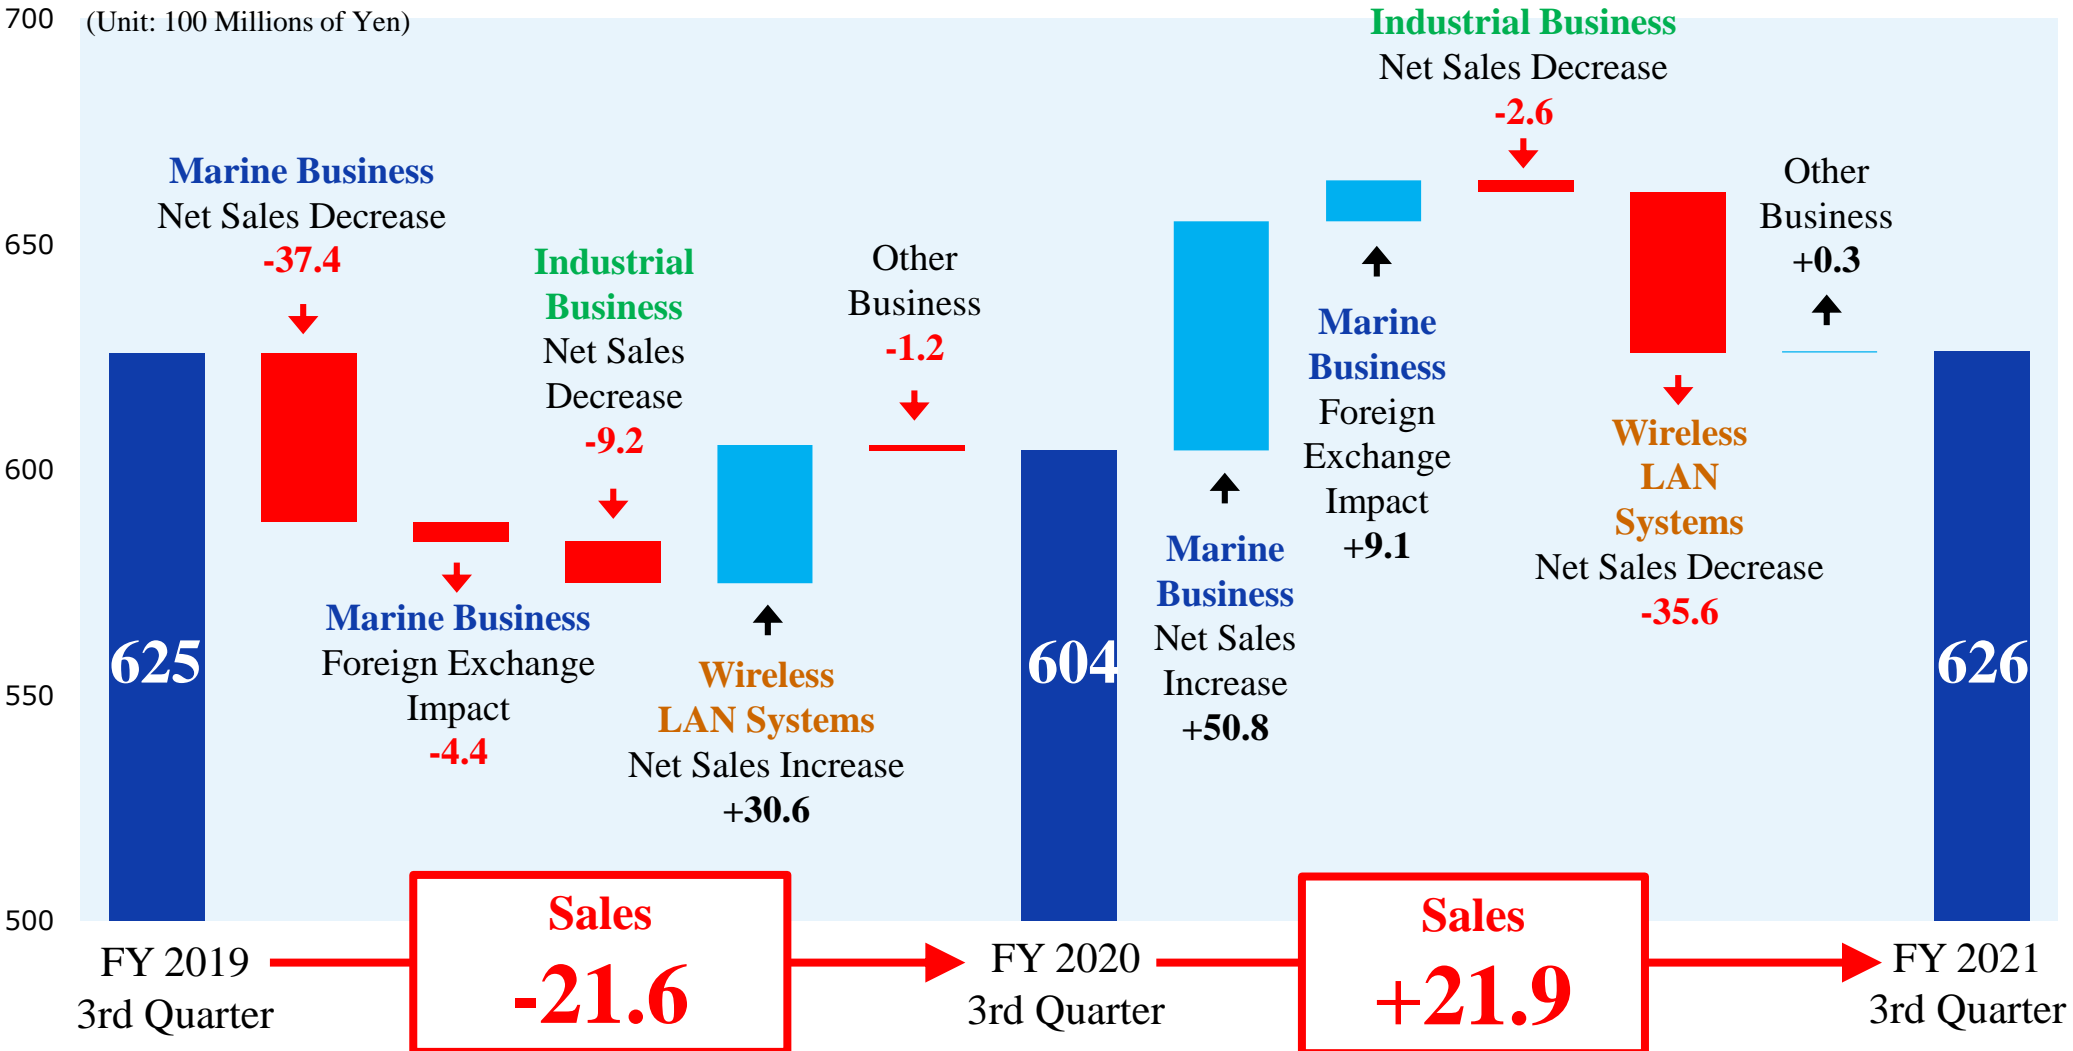 700
(Unit: 100 Millions of Yen)
650
600
550
500
Marine Business
Net Sales Decrease
-37.4
Marine Business
Foreign Exchange
Impact
-4.4
Industrial
Business
Net Sales
Decrease
-9.2
Wireless
LAN Systems
Net Sales Increase
+30.6
Other
Business
-1.2
Marine
Business
Net Sales
Increase
+50.8
Marine
Business
Foreign
Exchange
Impact
+9.1
Industrial Business
Net Sales Decrease
-2.6
Wireless
LAN
Systems
Net Sales Decrease
-35.6
Other
Business
+0.3
625
604
626
FY 2019
3rd Quarter
Sales
-21.6
FY 2020
3rd Quarter
Sales
+21.9
FY 2021
3rd Quarter